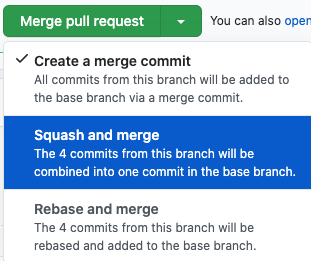 Merge pull request
You can also open
Create a merge commit
All commits from this branch will be added to
the base branch via a merge commit.
Squash and merge
The 4 commits from this branch will be
combined into one commit in the base branch.
Rebase and merge
The 4 commits from this branch will be
rebased and added to the base branch.